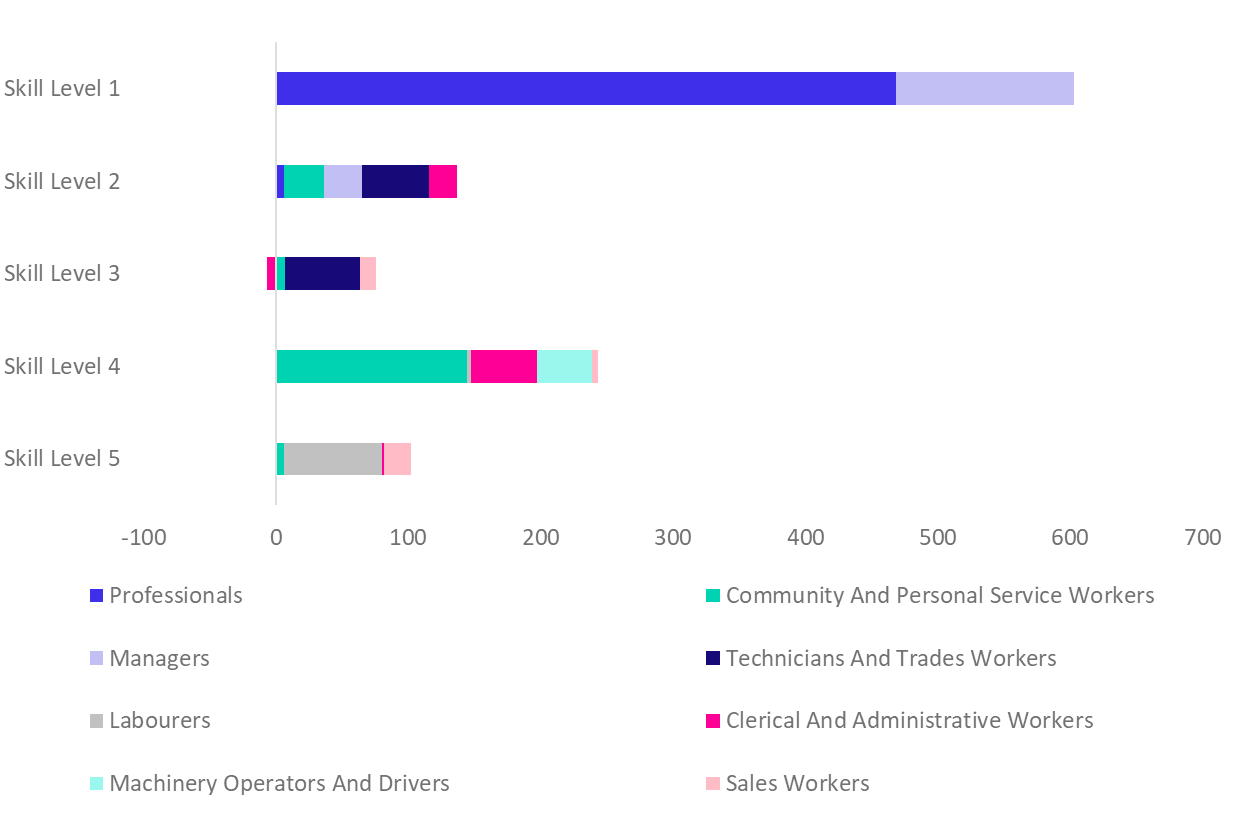 Skill Level 1
Skill Level 2
Skill Level 3
Skill Level 4
Skill Level 5
-100 0 100 200 300 400 500 600 700
Professionals Community And Personal Service Workers
Managers Technicians And Trades Workers
Labourers Clerical And Administrative Workers
Machinery Operators And Drivers Sales Workers